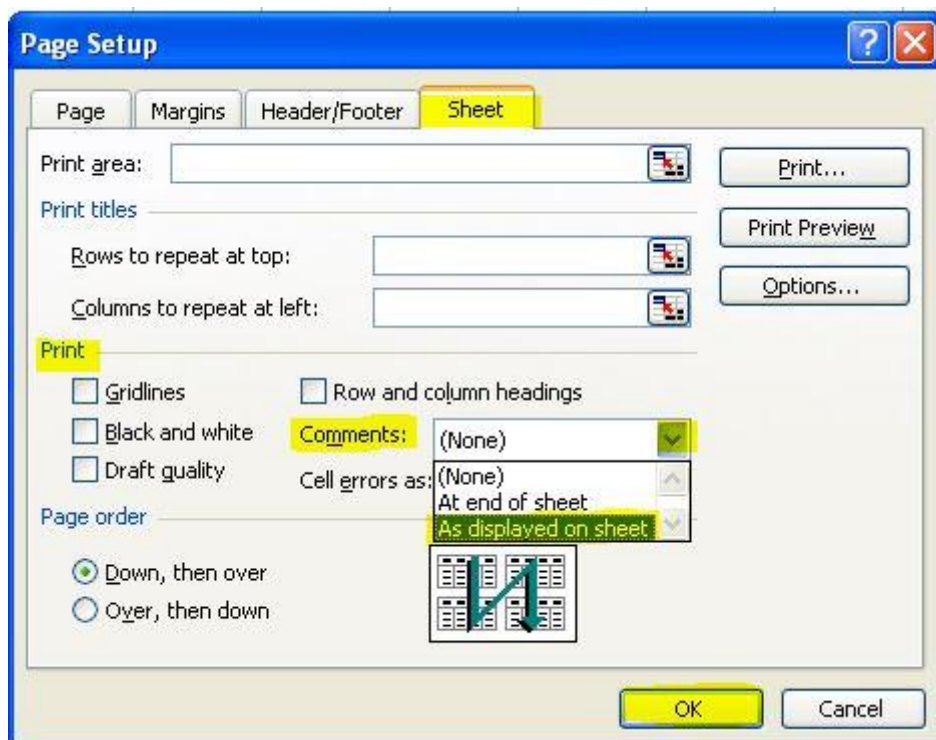 Page Setup
?
Page Margins Header/Footer Sheet
Print area:
Print...
Print titles
Print Preview
Rows to repeat at top:
Options...
Columns to repeat at left:
Print
Gridlines Row and column headings
Black and white Comments: (None)
Draft quality Cell errors as: (None)
At end of sheet
As displayed on sheet
Page order
Down, then over
Over, then down
OK Cancel